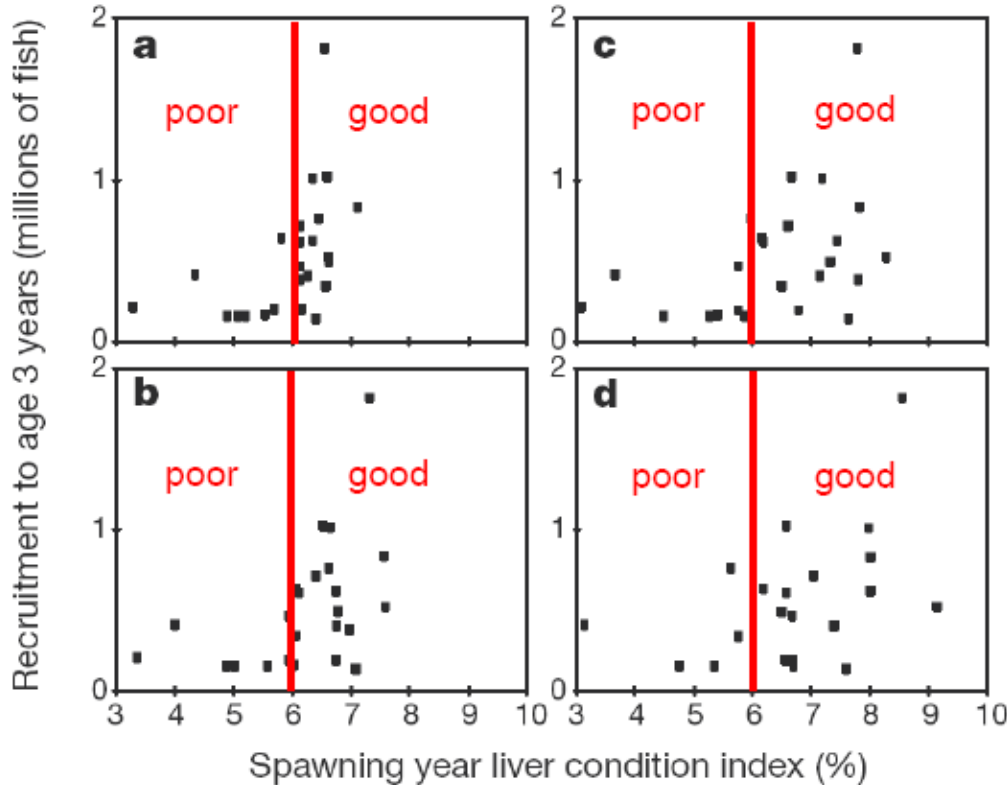 Recruitment to age 3 years (millions of fish)
2
a
c
poor
good
poor
good
1
1
0
0
2
2
b
d
poor
good
poor
good
1
1
0
0
3 4 5 6 7 8 9 10
3 4 5 6 7 8 9 10
Spawning year liver condition index (%)